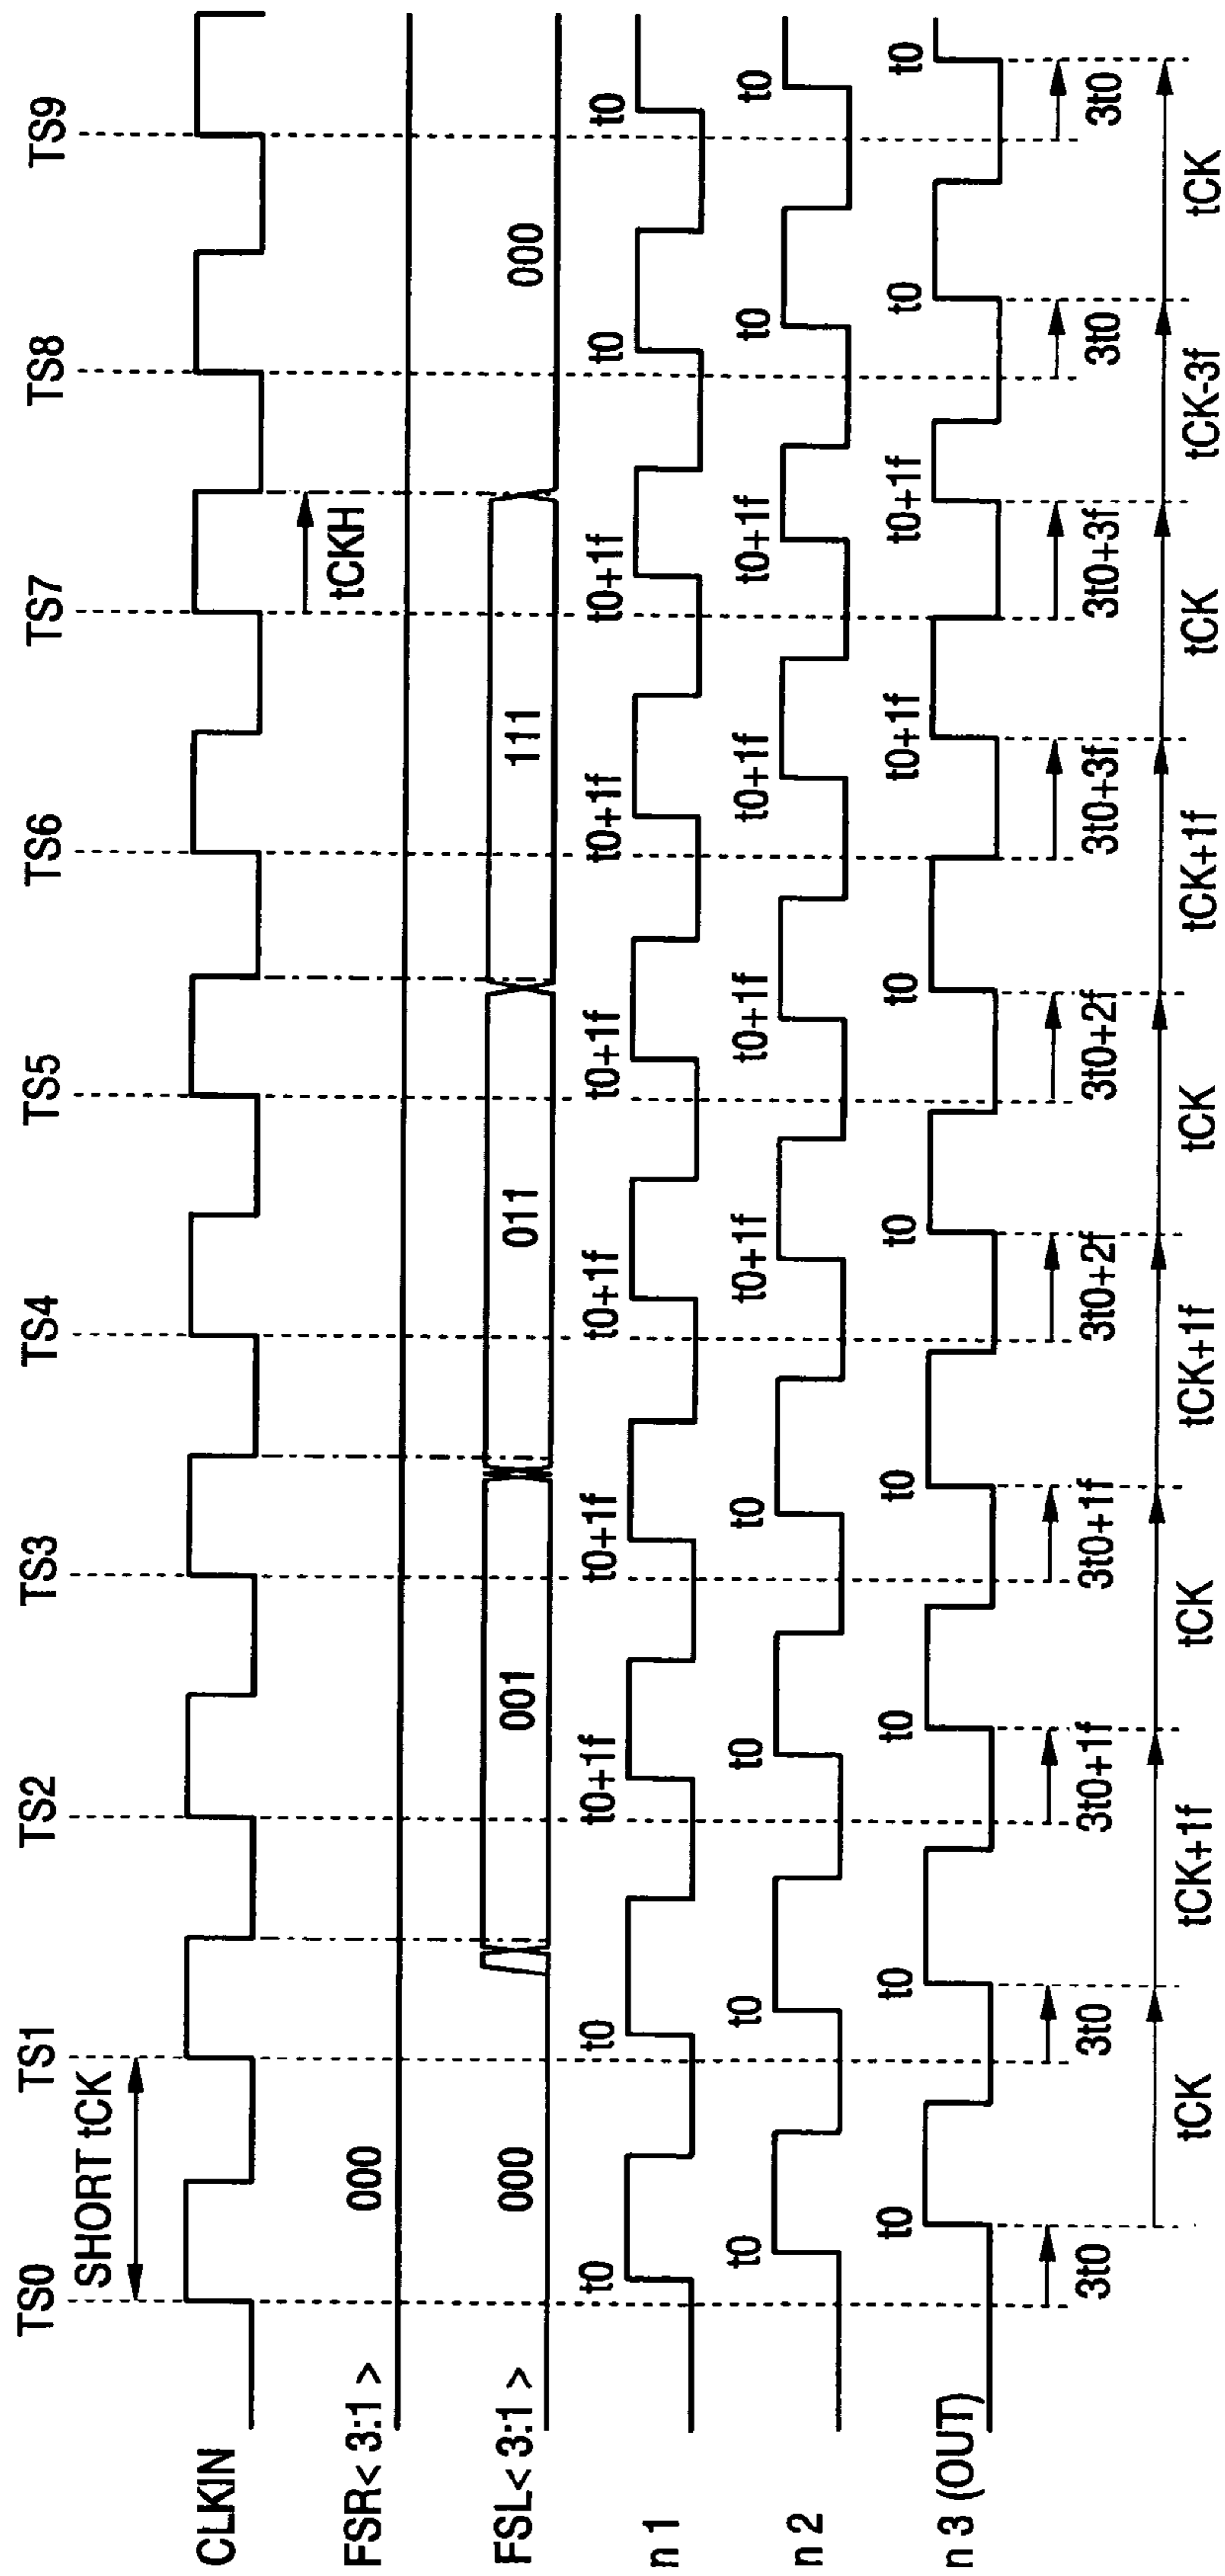 TS0 TS1 TS2 TS3 TS4 TS5 TS6 TS7 TS8 TS9
SHORT tCK
CLKIN
tCKH
FSR< 3:1 > 000
FSL< 3:1 > 000 001 011 111 000
n 1 t0 t0 t0+1f t0+1f t0+1f t0+1f t0+1f t0+1f t0 t0
n 2 t0 t0 t0 t0 t0+1f t0+1f t0+1f t0+1f t0 t0
n 3 (OUT) t0 t0 t0 t0 t0 t0 t0+1f t0+1f t0 t0
3t0 3t0 3t0+1f 3t0+1f 3t0+2f 3t0+2f 3t0+3f 3t0+3f 3t0 3t0
tCK tCK+1f tCK tCK+1f tCK tCK+1f tCK tCK-3f tCK